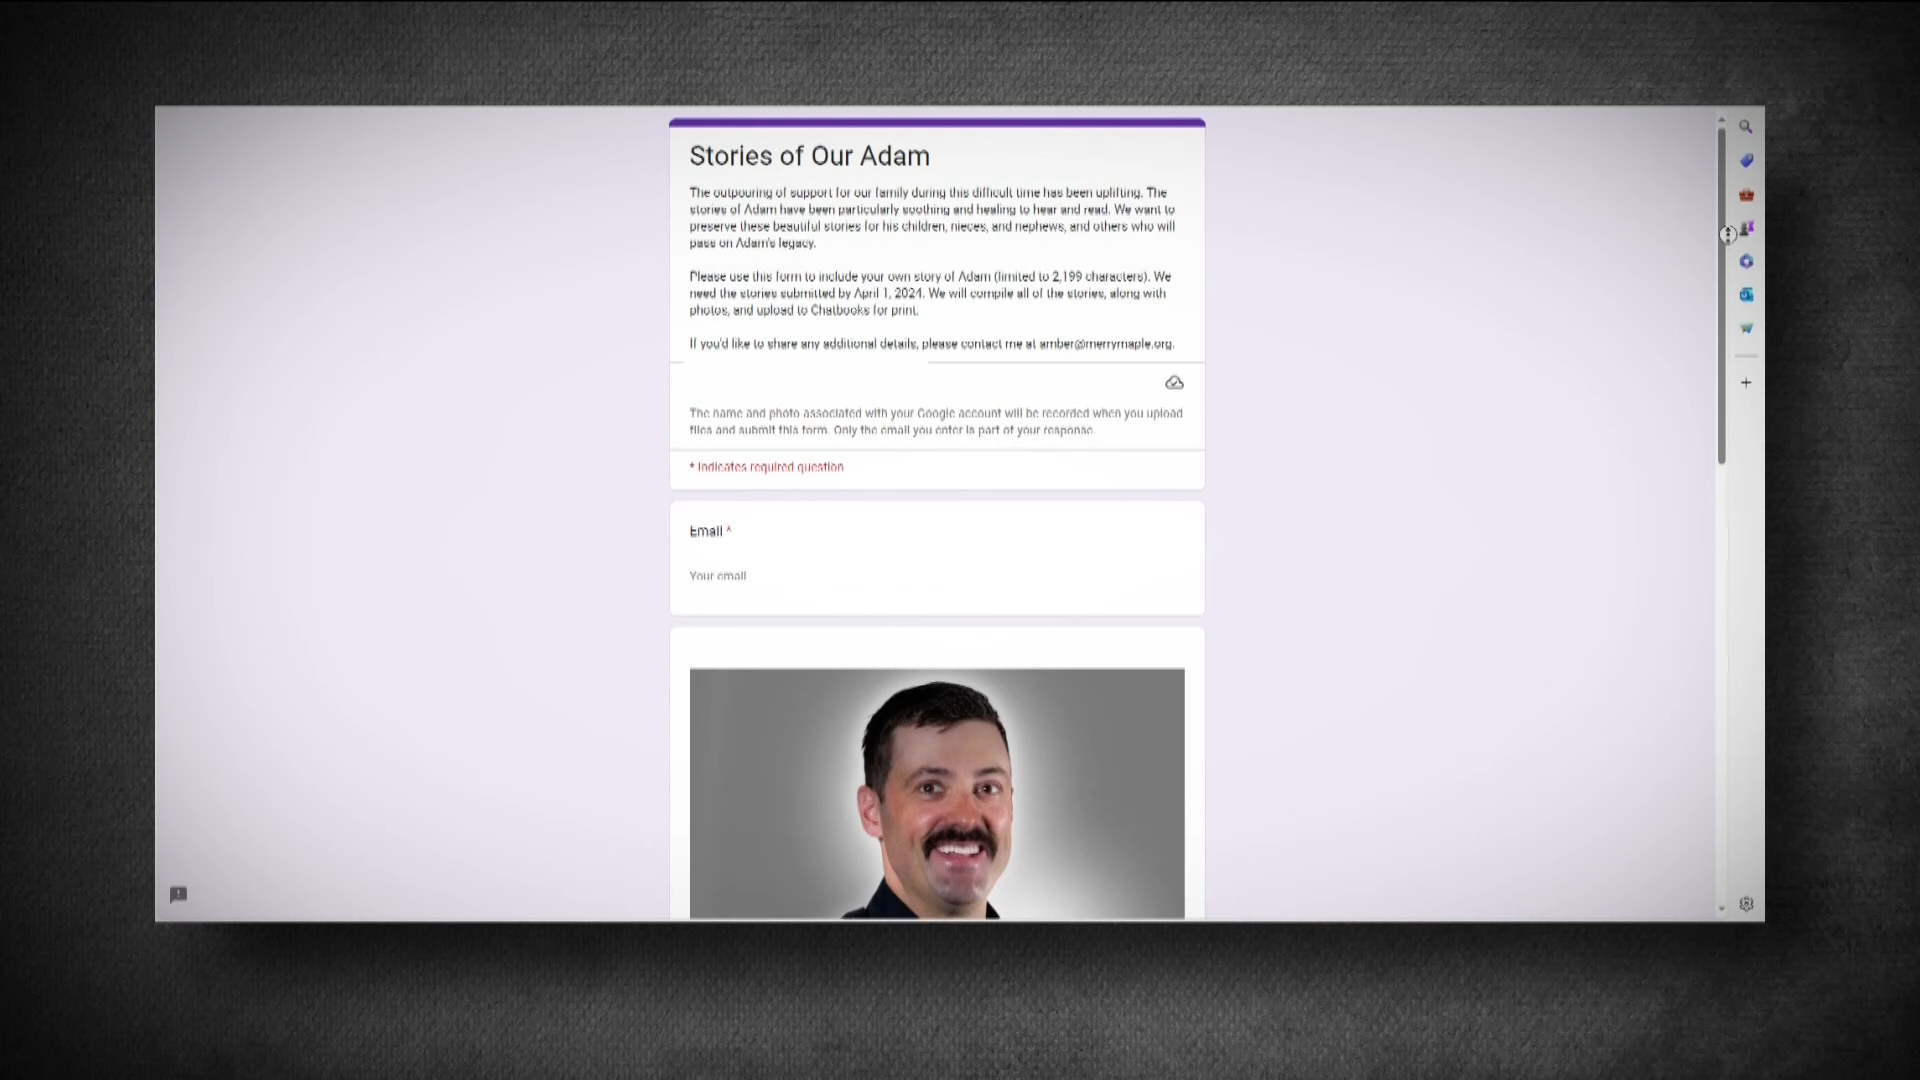 Stories of Our Adam
The outpouring of support for our family during this difficult time has been uplifting. The
stories of Adam have been particularly soothing and healing to hear and read. We want to
preserve these beautiful stories for his children, nieces, and nephews, and others who will
pass on Adam's legacy.
Please use this form to include your own story of Adam (limited to 2,199 characters). We
need the stories submitted by April 1, 2024. We will compile all of the stories, along with
photos, and upload to Chatbooks for print.
If you'd like to share any additional details, please contact me at amber@merrymaple.org.
The name and photo associated with your Google account will be recorded when you upload
files and submit this form. Only the email you enter is part of your response.
* Indicates required question
Email *
Your email